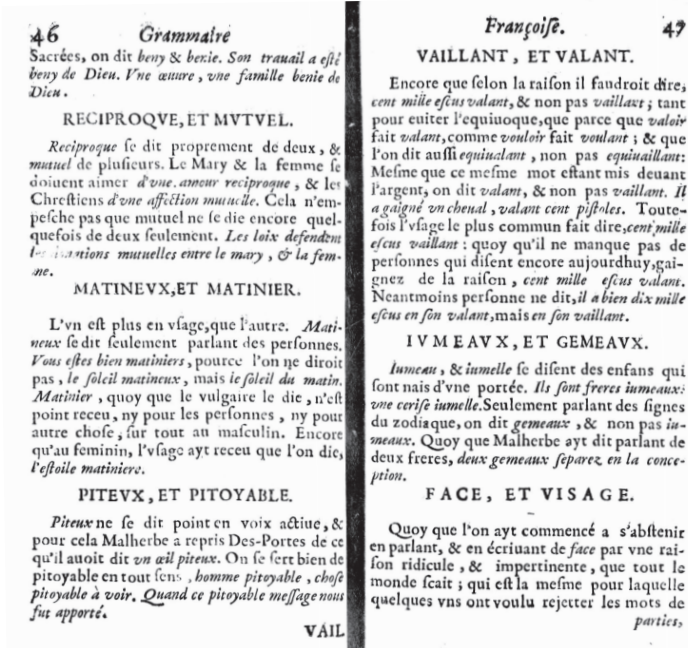 46 Grammaire
Sacrées, on dit beny & benie. Son trauail a esté
beny de Dieu. Vne œuure, vne famille benie de
Dieu.
RECIPROQVE, ET MVTVEL.
Reciproque se dit proprement de deux, &
mutuel de plusieurs. Le Mary & la femme se
doiuent aimer d'vne amour reciproque, & les
Chrestiens d'vne affection mutuelle. Cela n'em-
pesche pas que mutuel ne se die encore quel-
quefois de deux seulement. Les loix defendent
les mutuelles entre le mary, & la fem-
me.
MATINEVX, ET MATINIER.
L'vn est plus en vsage, que l'autre. Mati-
neux se dit seulement parlant des personnes.
Vous estes bien matiniers, pource l'on ne diroit
pas, le soleil matineux, mais le soleil du matin.
Matinier, quoy que le vulgaire le die, n'est
point receu, ny pour les personnes, ny pour
autre chose, sur tout au masculin. Encore
qu'au feminin, l'vsage ayt receu que l'on die,
l'estoile matiniere.
PITEVX, ET PITOYABLE.
Piteux ne se dit point en voix actiue, &
pour cela Malherbe a repris Des-Portes de ce
qu'il auoit dit vn œil piteux. On se sert bien de
pitoyable en tout sens, homme pitoyable, chose
pitoyable à voir. Quand ce pitoyable message nous
fut apporté.
VAIL
Françoise. 47
VAILLANT, ET VALANT.
Encore que selon la raison il faudroit dire,
cent mille escus valant, & non pas vaillant; tant
pour euiter l'equiuoque, que parce que valoir
fait valant, comme vouloir fait voulant; & que
l'on dit aussi equiualant, non pas equiuaillant:
Mesme que ce mesme mot estant mis deuant
l'argent, on dit valant, & non pas vaillant. Il
a gaigné vn cheual, valant cent pistoles. Toute-
fois l'vsage le plus commun fait dire, cent mille
escus vaillant: quoy qu'il ne manque pas de
personnes qui disent encore aujourdhuy, gai-
gnez de la raison, cent mille escus valant.
Neantmoins personne ne dit, il a bien dix mille
escus en son valant, mais en son vaillant.
IVMEAVX, ET GEMEAVX.
Iumeau, & iumelle se disent des enfans qui
sont nais d'vne portée. Ils sont freres iumeaux:
vne cerise iumelle. Seulement parlant des signes
du zodiaque, on dit gemeaux, & non pas iu-
meaux. Quoy que Malherbe ayt dit parlant de
deux freres, deux gemeaux separez en la conce-
ption.
FACE, ET VISAGE.
Quoy que l'on ayt commencé a s'abstenir
en parlant, & en écriuant de face par vne rai-
son ridicule, & impertinente, que tout le
monde scait; qui est la mesme pour laquelle
quelques vns ont voulu rejetter les mots de
parties,